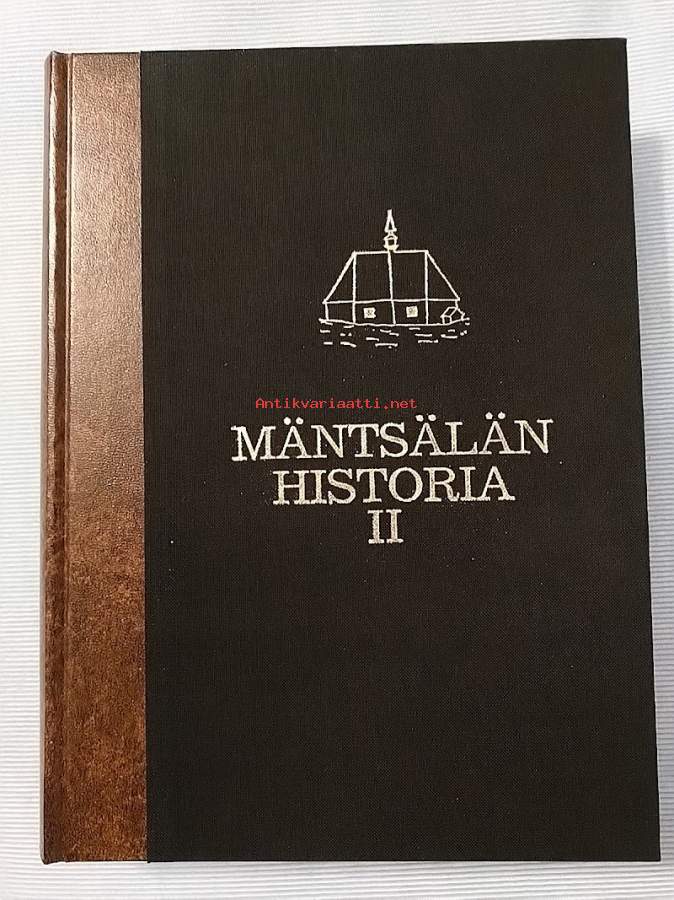 Antikvariaatti.net
MÄNTSÄLÄN
HISTORIA
II